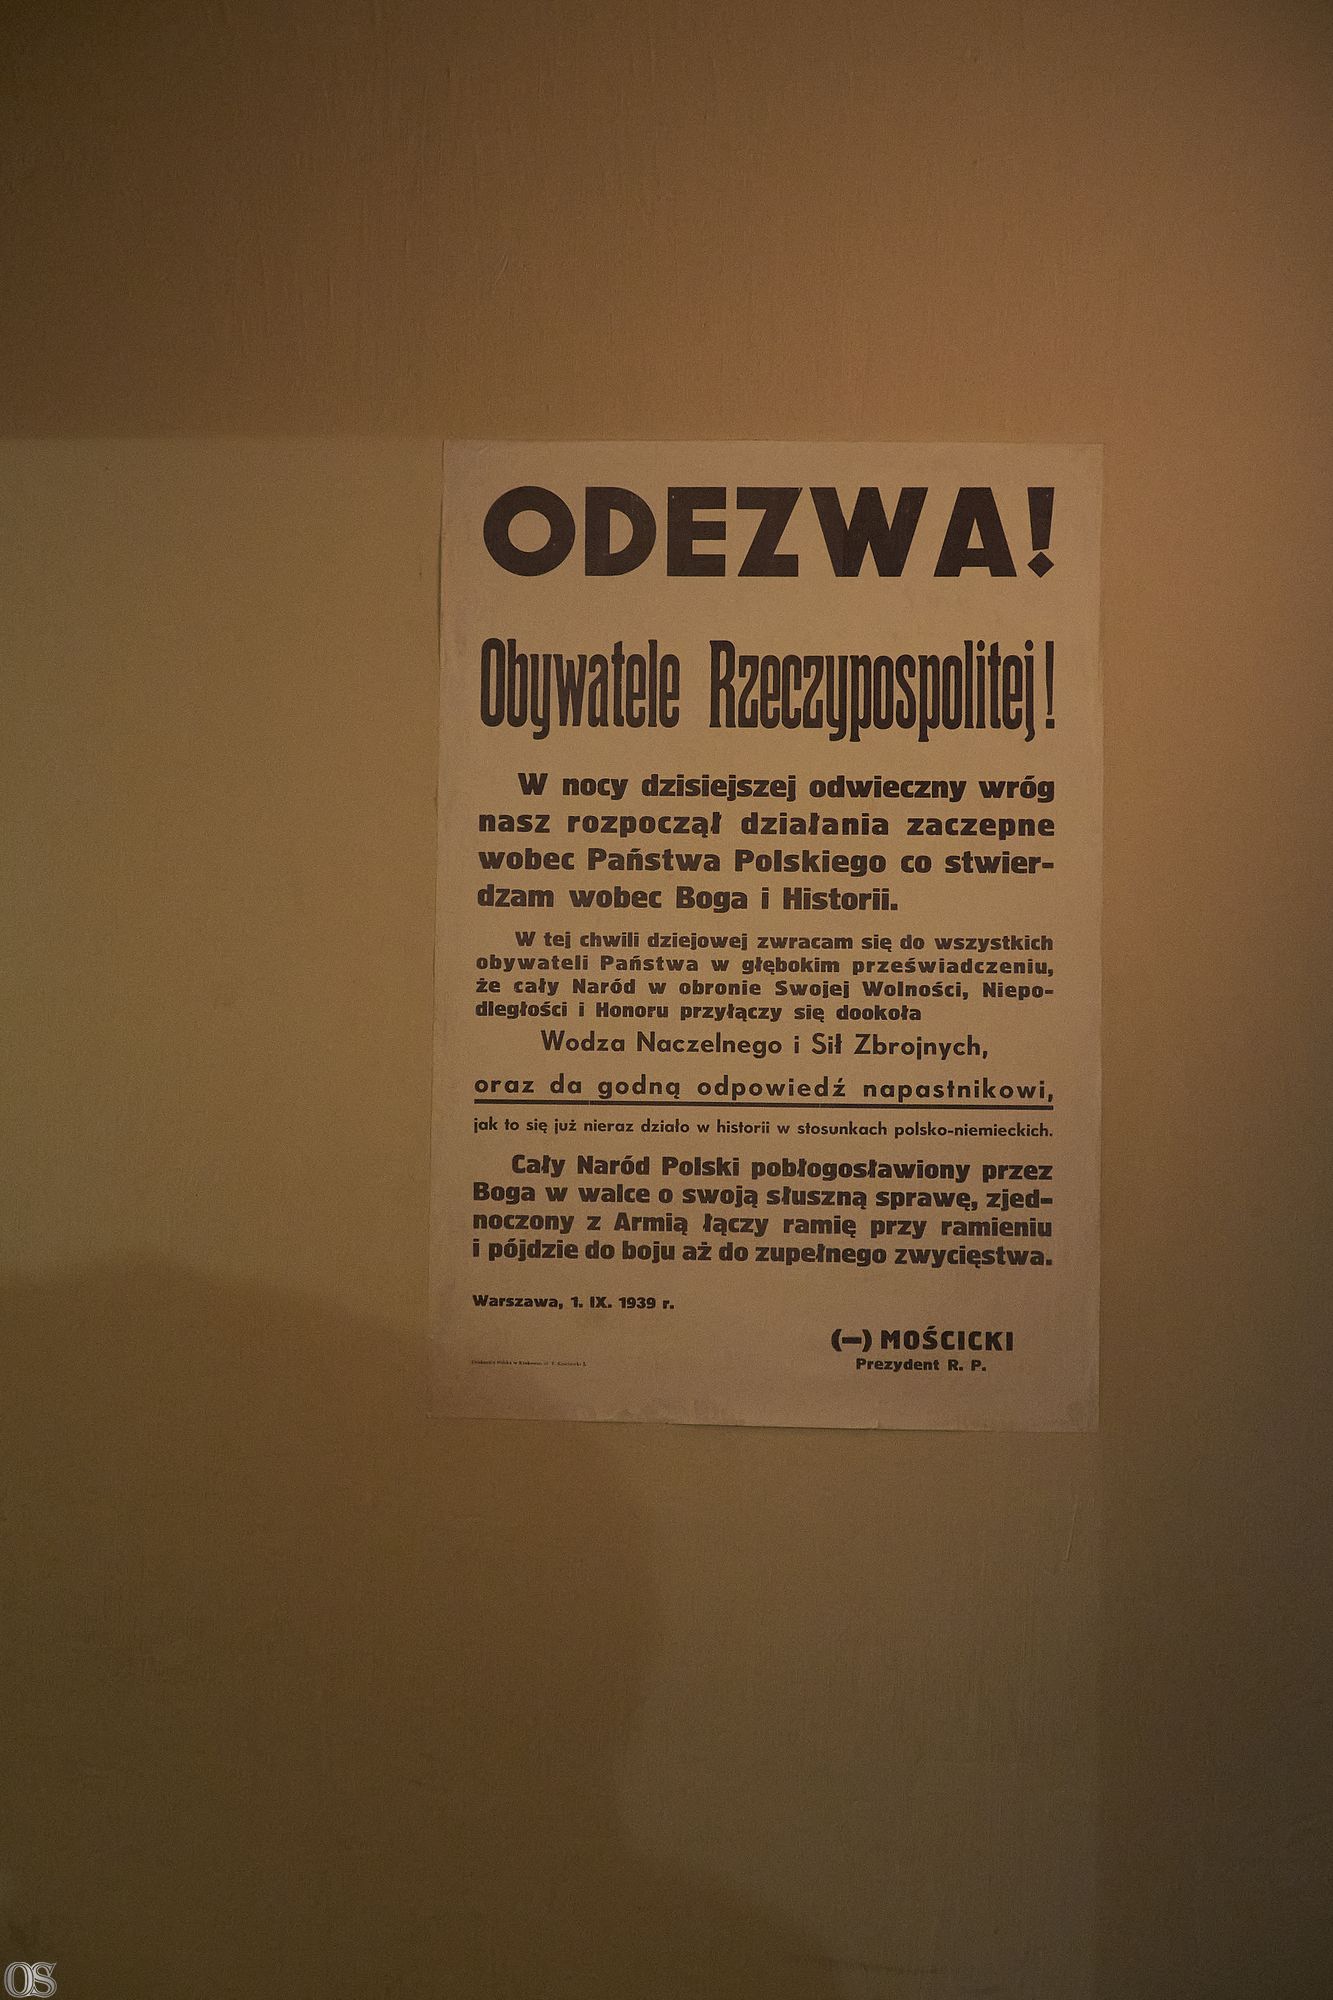 ODEZWA!
Obywatele Rzeczypospolitej!
W nocy dzisiejszej odwieczny wróg
nasz rozpoczął działania zaczepne
wobec Państwa Polskiego co stwier-
dzam wobec Boga i Historii.
W tej chwili dziejowej zwracam się do wszystkich
obywateli Państwa w głębokim przeświadczeniu,
że cały Naród w obronie Swojej Wolności, Niepo-
dległości i Honoru przyłączy się dookoła
Wodza Naczelnego i Sił Zbrojnych,
oraz da godną odpowiedź napastnikowi,
jak to się już nieraz działo w historii w stosunkach polsko-niemieckich.
Cały Naród Polski pobłogosławiony przez
Boga w walce o swoją słuszną sprawę, zjed-
noczony z Armią łączy ramię przy ramieniu
i pójdzie do boju aż do zupełnego zwycięstwa.
Warszawa, 1. IX. 1939 r.
(—) MOŚCICKI
Prezydent R. P.
OS